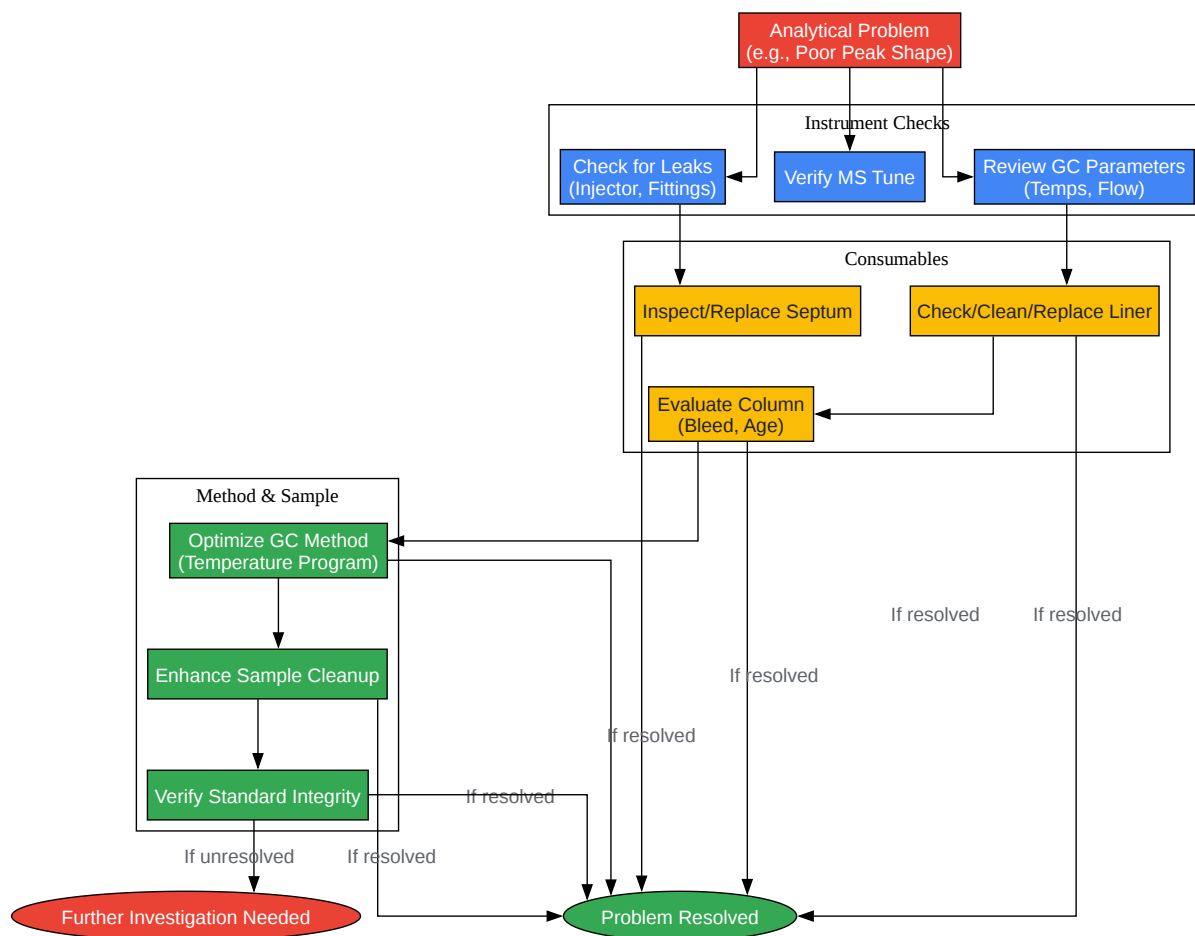 Analytical Problem
(e.g., Poor Peak Shape)
Instrument Checks
Check for Leaks
(Injector, Fittings)
Verify MS Tune
Review GC Parameters
(Temps, Flow)
Consumables
Inspect/Replace Septum
Check/Clean/Replace Liner
Evaluate Column
(Bleed, Age)
Method & Sample
Optimize GC Method
(Temperature Program)
If resolved
If resolved
Enhance Sample Cleanup
If resolved
If resolved
Verify Standard Integrity
If resolved
If unresolved
If resolved
Further Investigation Needed
Problem Resolved